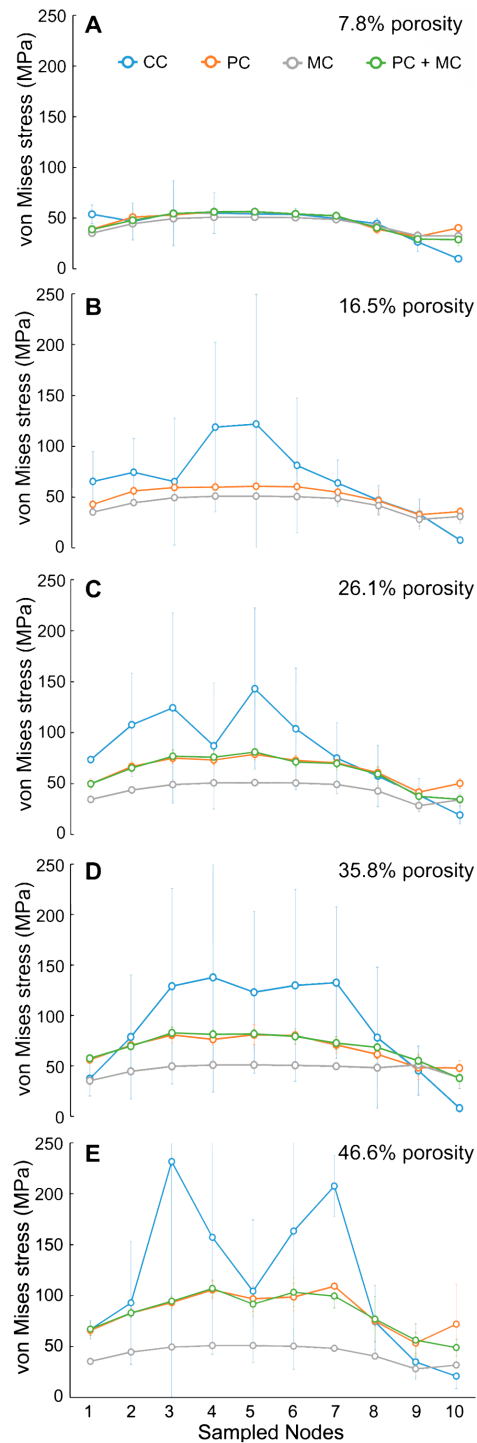 A
7.8% porosity
CC
PC
MC
PC + MC
von Mises stress (MPa)
250
200
150
100
50
0
B
16.5% porosity
von Mises stress (MPa)
250
200
150
100
50
0
C
26.1% porosity
von Mises stress (MPa)
250
200
150
100
50
0
D
35.8% porosity
von Mises stress (MPa)
250
200
150
100
50
0
E
46.6% porosity
von Mises stress (MPa)
250
200
150
100
50
0
1 2 3 4 5 6 7 8 9 10
Sampled Nodes